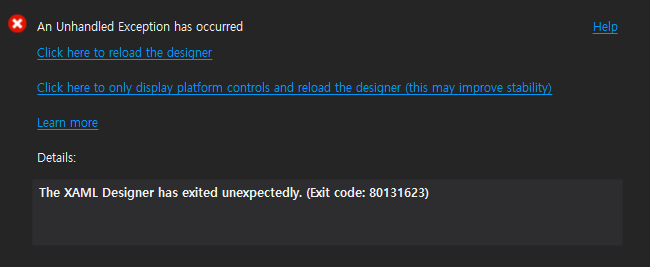 An Unhandled Exception has occurred
Help
Click here to reload the designer
Click here to only display platform controls and reload the designer (this may improve stability)
Learn more
Details:
The XAML Designer has exited unexpectedly. (Exit code: 80131623)